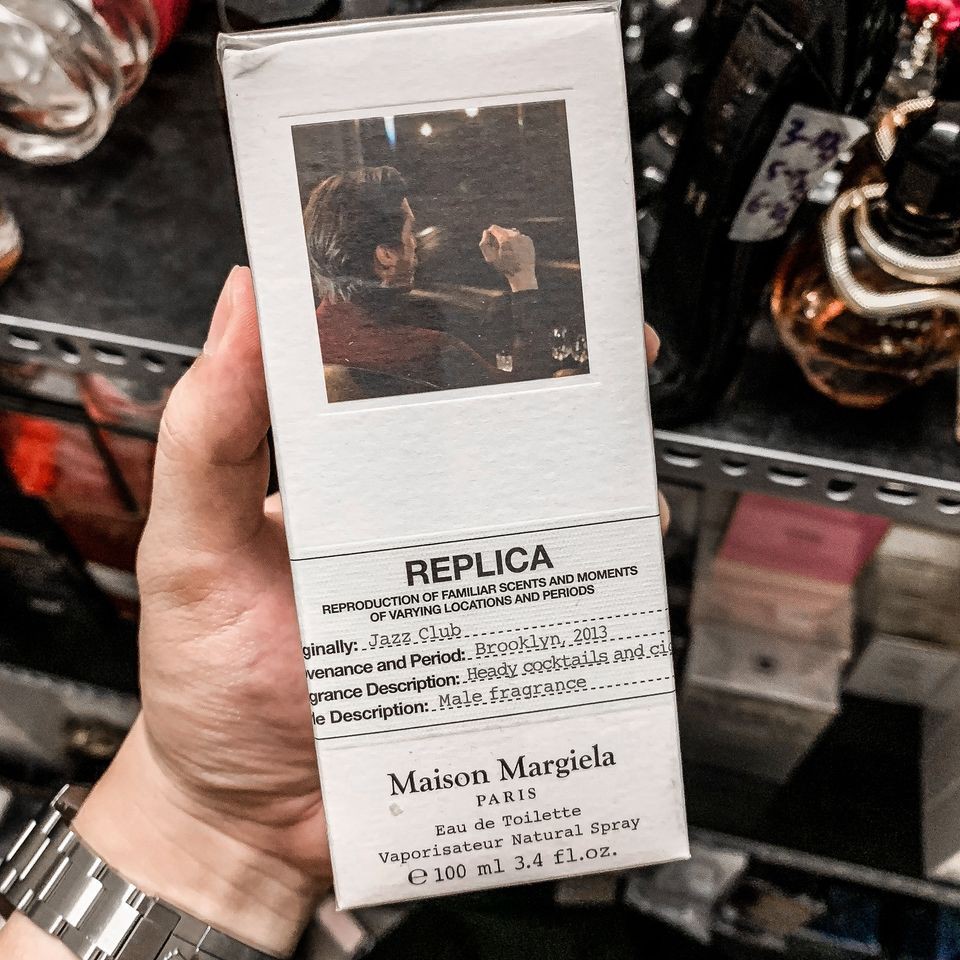 REPLICA
REPRODUCTION OF FAMILIAR SCENTS AND MOMENTS
OF VARYING LOCATIONS AND PERIODS
ginally: Jazz Club
venance and Period: Brooklyn, 2013
grance Description: Heady cocktails and cig
le Description: Male fragrance
Maison Margiela
PARIS
Eau de Toilette
Vaporisateur Natural Spray
℮ 100 ml 3.4 fl.oz.